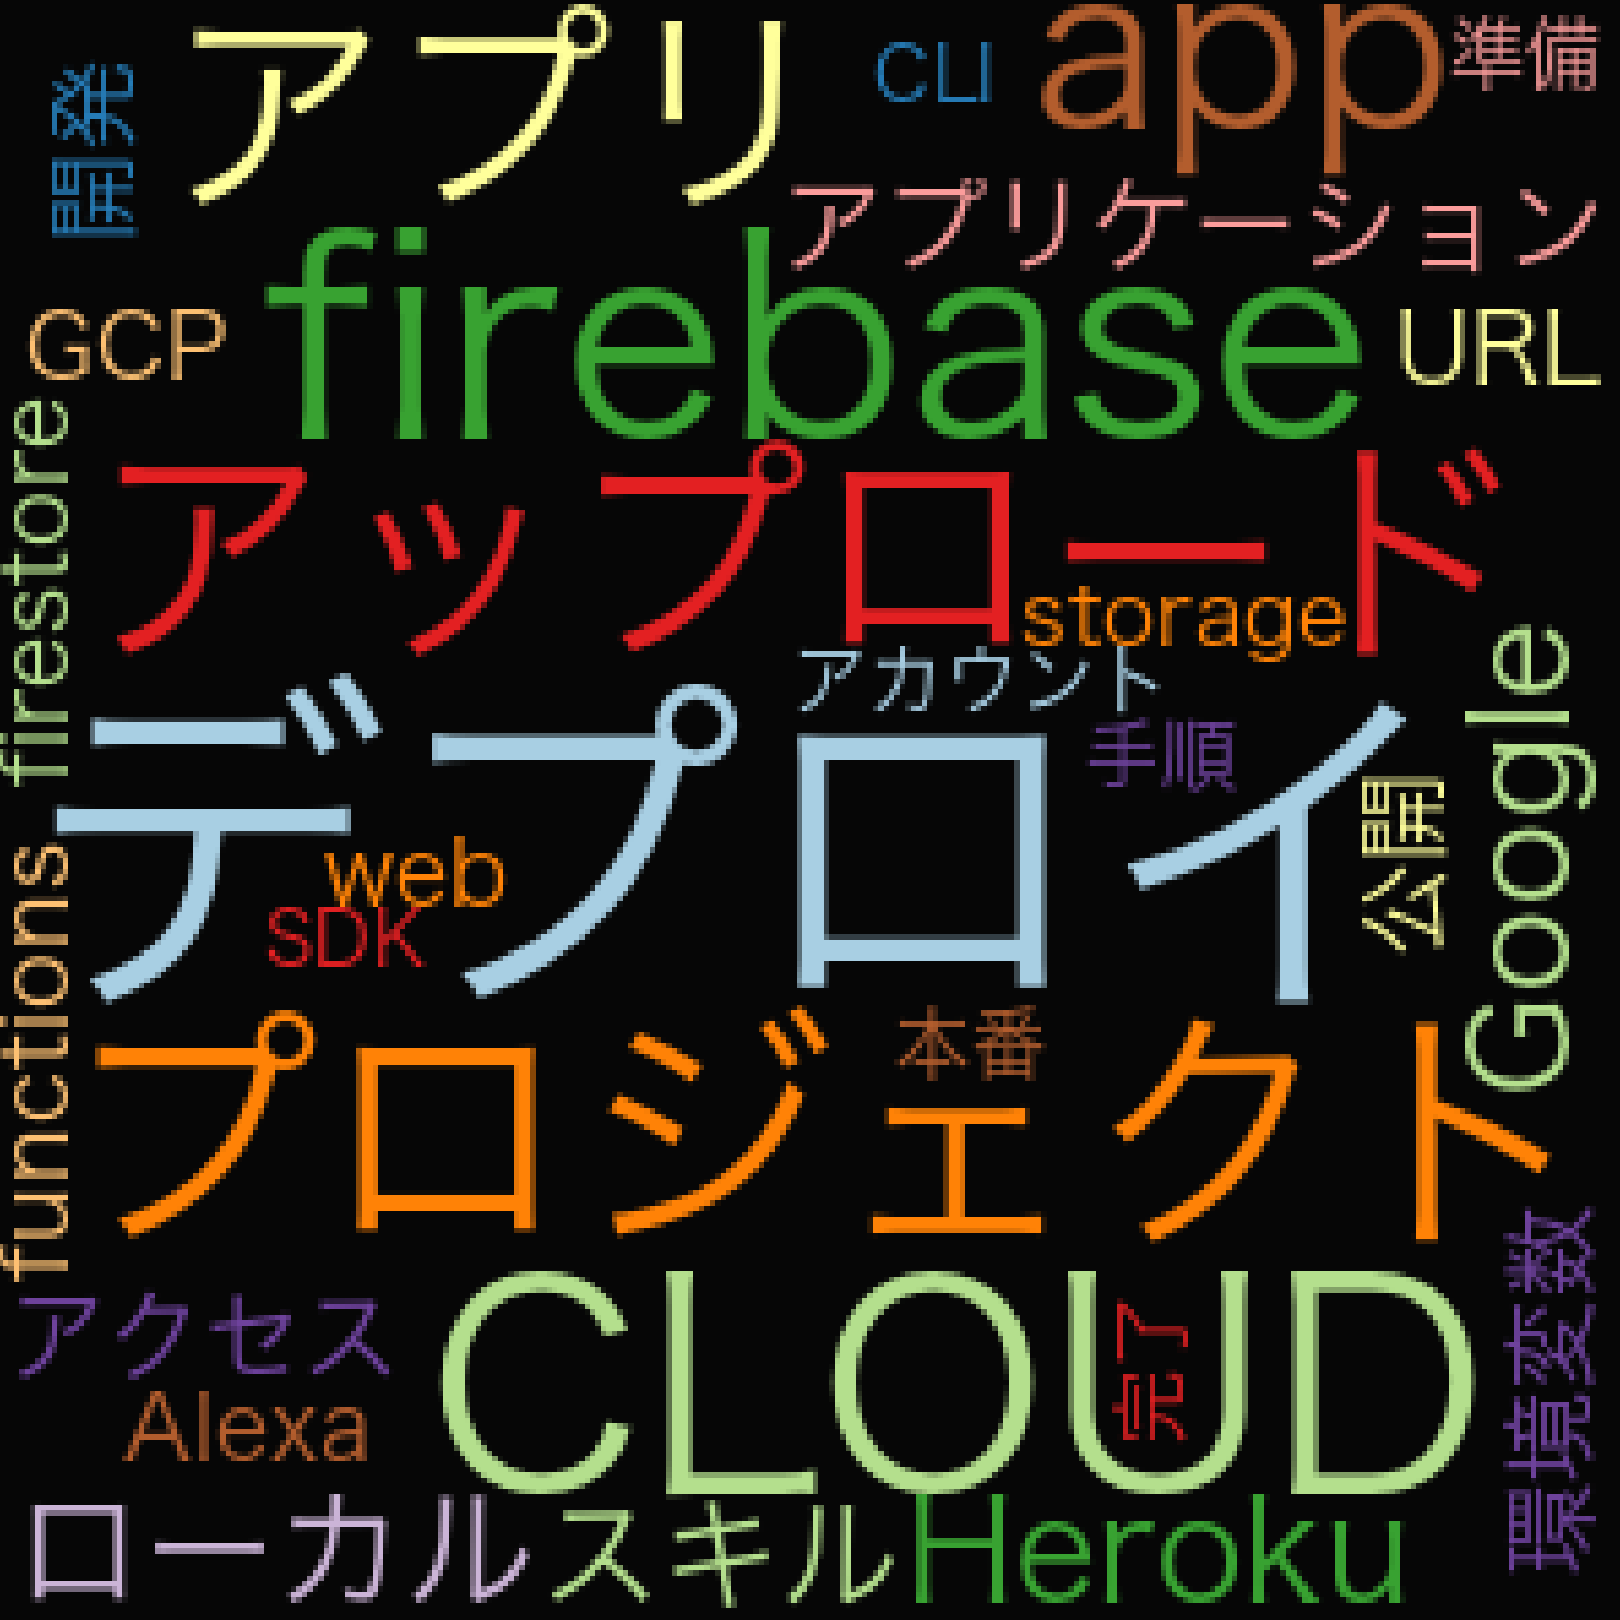 開発
アプリ
CLI
app
準備
アプリケーション
GCP
firebase
URL
firestore
アップロード
storage
アカウント
デプロイ
手順
公開
Google
web
SDK
functions
本番
プロジェクト
環境変数
アクセス
CLOUD
完了
Alexa
ローカル
スキル
Heroku